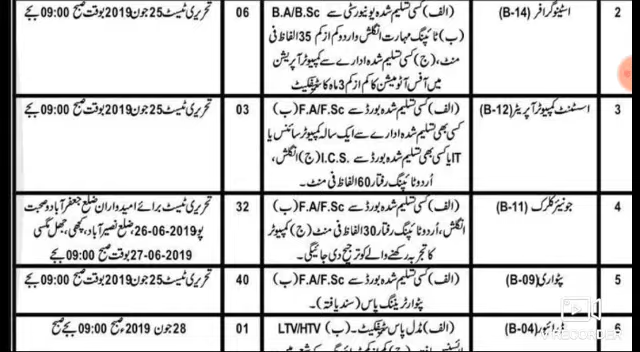 2
اسٹینوگرافر (B-14)
(الف) کسی تسلیم شدہ یونیورسٹی سے B.A/B.Sc
(ب) ٹائپنگ مہارت انگلش و اردو کم از کم 35 الفاظ فی
منٹ، (ج) کسی تسلیم شدہ ادارے سے کمپیوٹر آپریشن
میں آفس آٹومیشن کا کم از کم 3 ماہ کا سرٹیفکیٹ
06
تحریری ٹیسٹ 25 جون 2019 بوقت صبح 09:00 بجے
3
اسسٹنٹ کمپیوٹر آپریٹر (B-12)
(الف) کسی تسلیم شدہ بورڈ سے F.A/F.Sc (ب)
کسی بھی تسلیم شدہ ادارے سے ایک سالہ کمپیوٹر سائنس یا
IT یا کسی بھی تسلیم شدہ بورڈ سے I.C.S (ج) انگلش،
اُردو ٹائپنگ رفتار 60 الفاظ فی منٹ۔
03
تحریری ٹیسٹ 25 جون 2019 بوقت صبح 09:00 بجے
4
جونیئر کلرک (B-11)
(الف) کسی تسلیم شدہ بورڈ سے F.A/F.Sc (ب)
انگلش، اُردو ٹائپنگ رفتار 30 الفاظ فی منٹ (ج) کمپیوٹر
کا تجربہ رکھنے والے کو ترجیح دی جائیگی۔
32
تحریری ٹیسٹ برائے امیدواران ضلع جعفرآباد و صحبت
پور 26-06-2019 ضلع نصیرآباد، کچھی، جھل مگسی
27-06-2019 بوقت صبح 09:00 بجے
5
پٹواری (B-09)
(الف) کسی تسلیم شدہ بورڈ سے F.A/F.Sc (ب)
پٹوار ٹریننگ پاس (سند یافتہ)۔
40
تحریری ٹیسٹ 25 جون 2019 بوقت صبح 09:00 بجے
6
ڈرائیور (B-04)
(الف) مڈل پاس سرٹیفکیٹ۔ (ب) LTV/HTV
01
28 جون 2019ء صبح 09:00 بجے صبح
V RECORDER